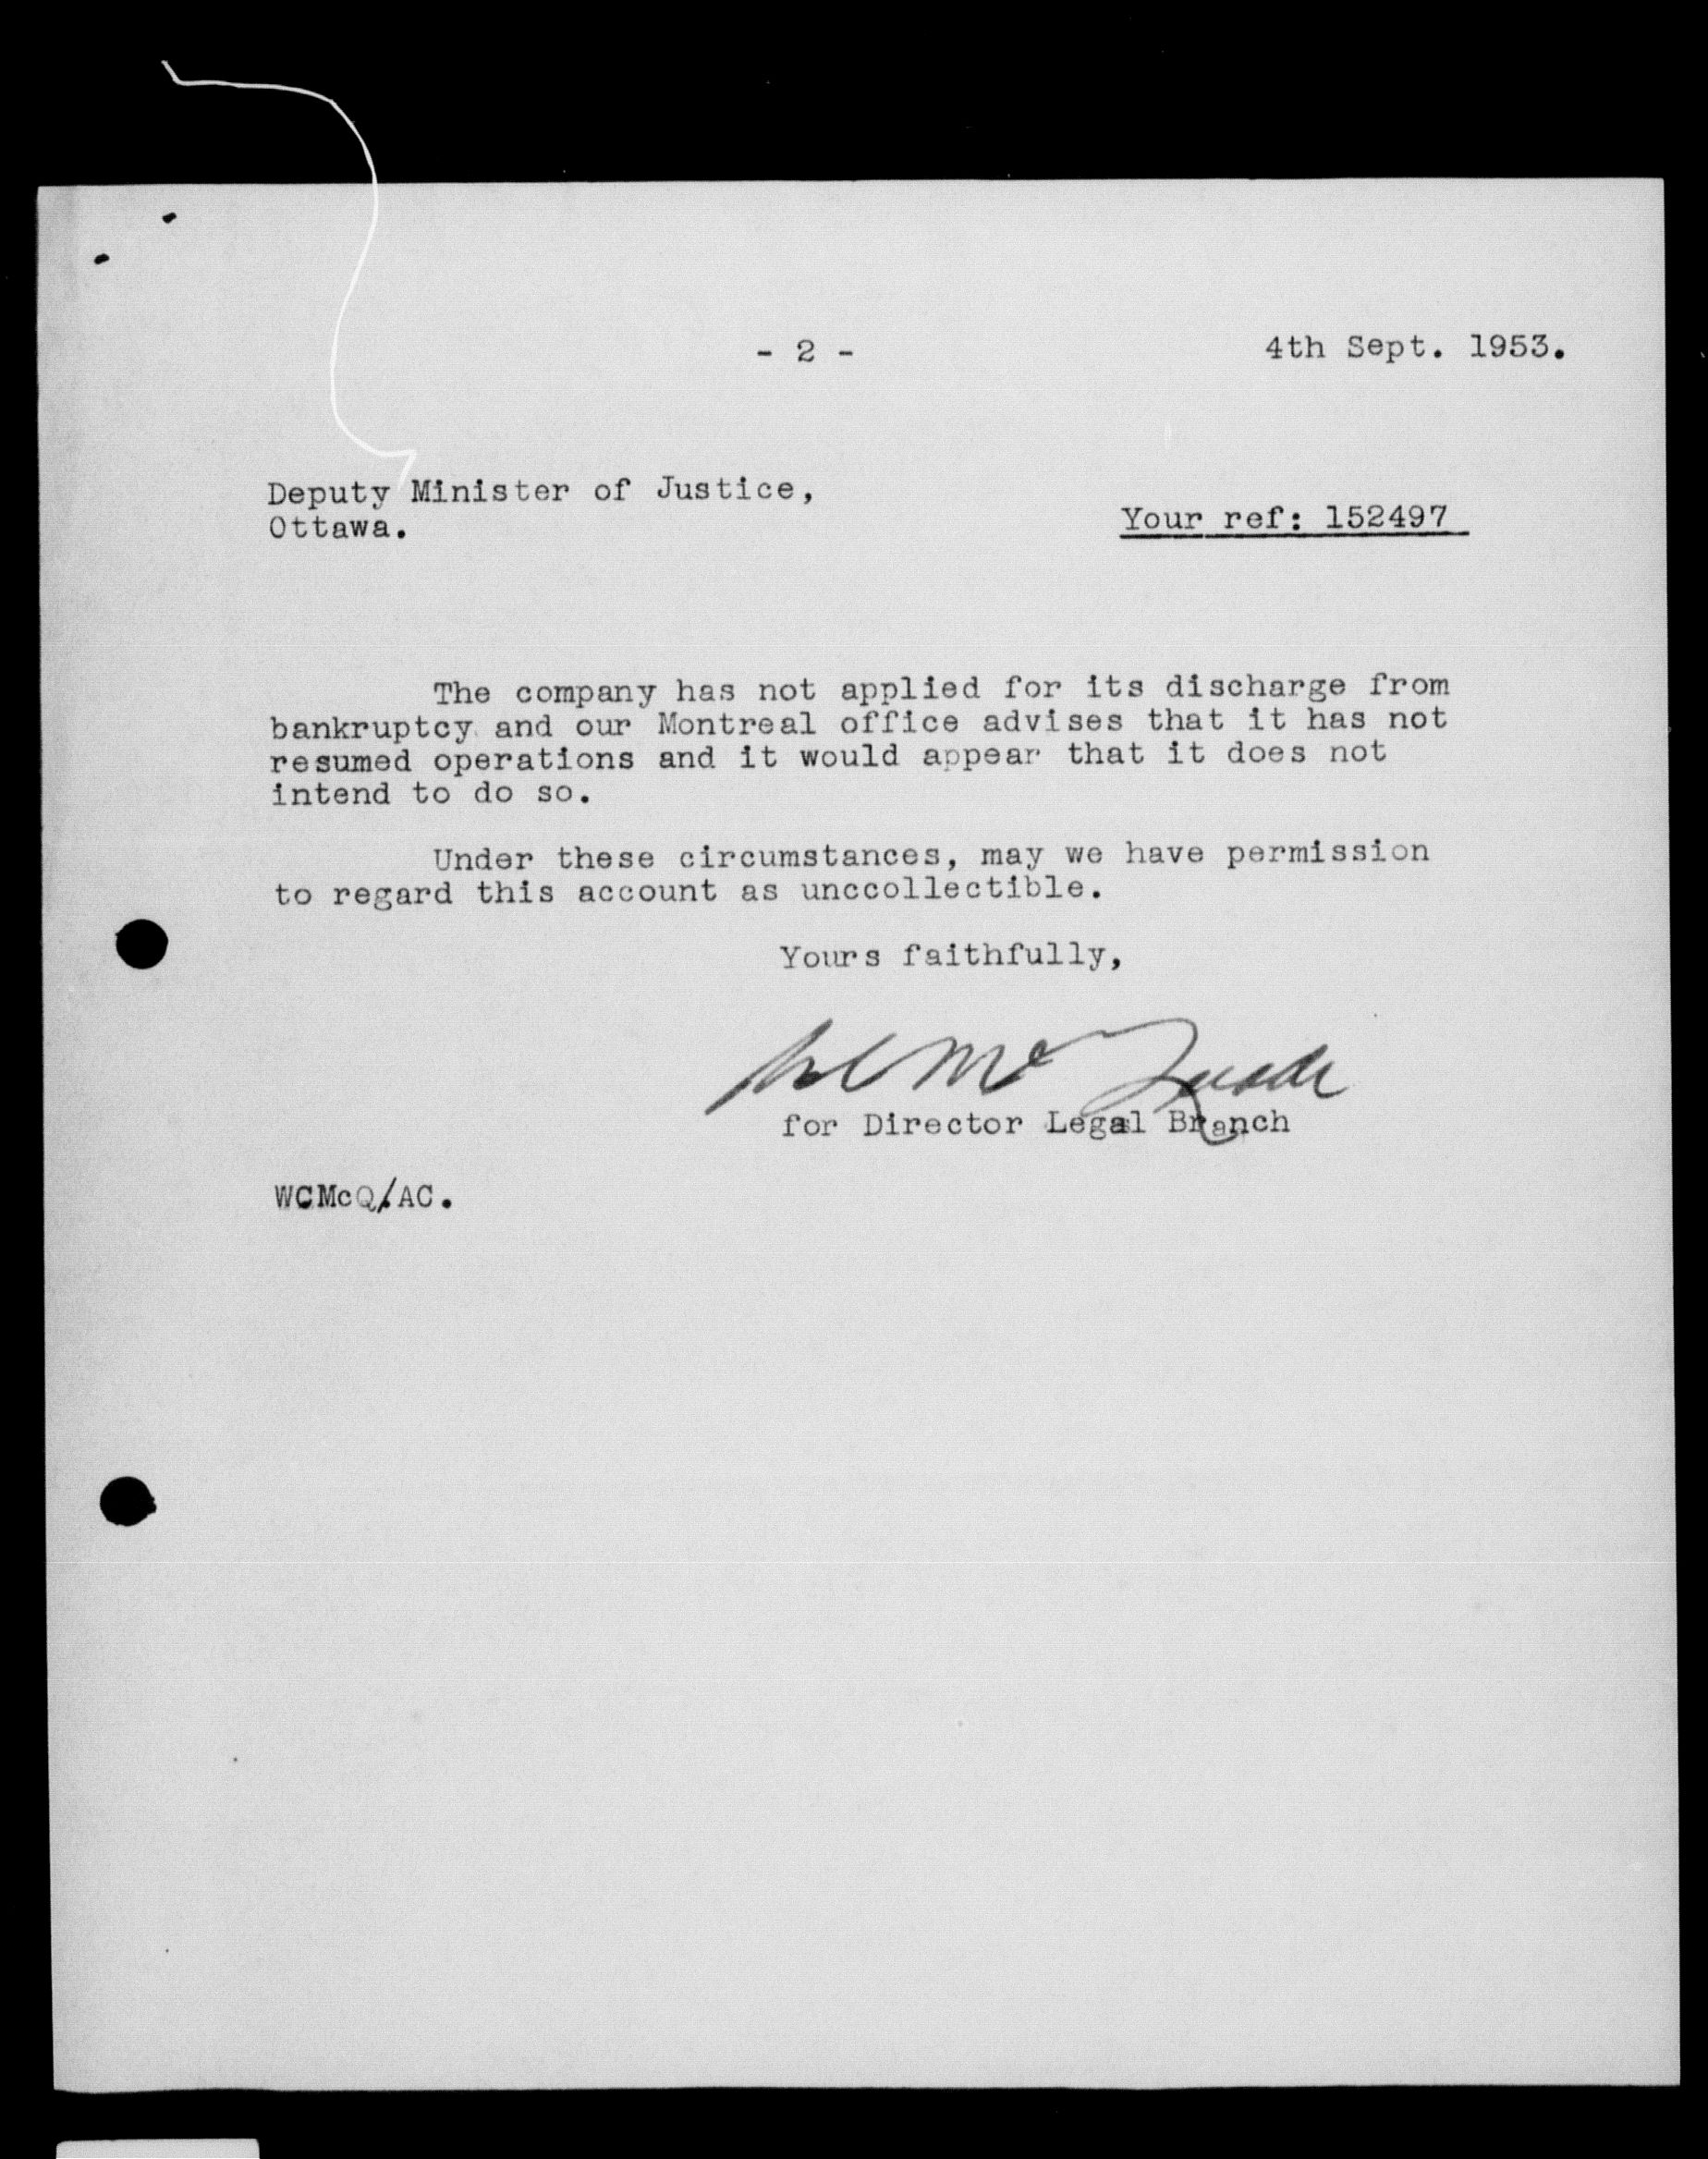 - 2 -
4th Sept. 1953.
Deputy Minister of Justice,
Ottawa.
Your ref: 152497
The company has not applied for its discharge from
bankruptcy and our Montreal office advises that it has not
resumed operations and it would appear that it does not
intend to do so.
Under these circumstances, may we have permission
to regard this account as unccollectible.
Yours faithfully,
for Director Legal Branch
WCMcQ/AC.